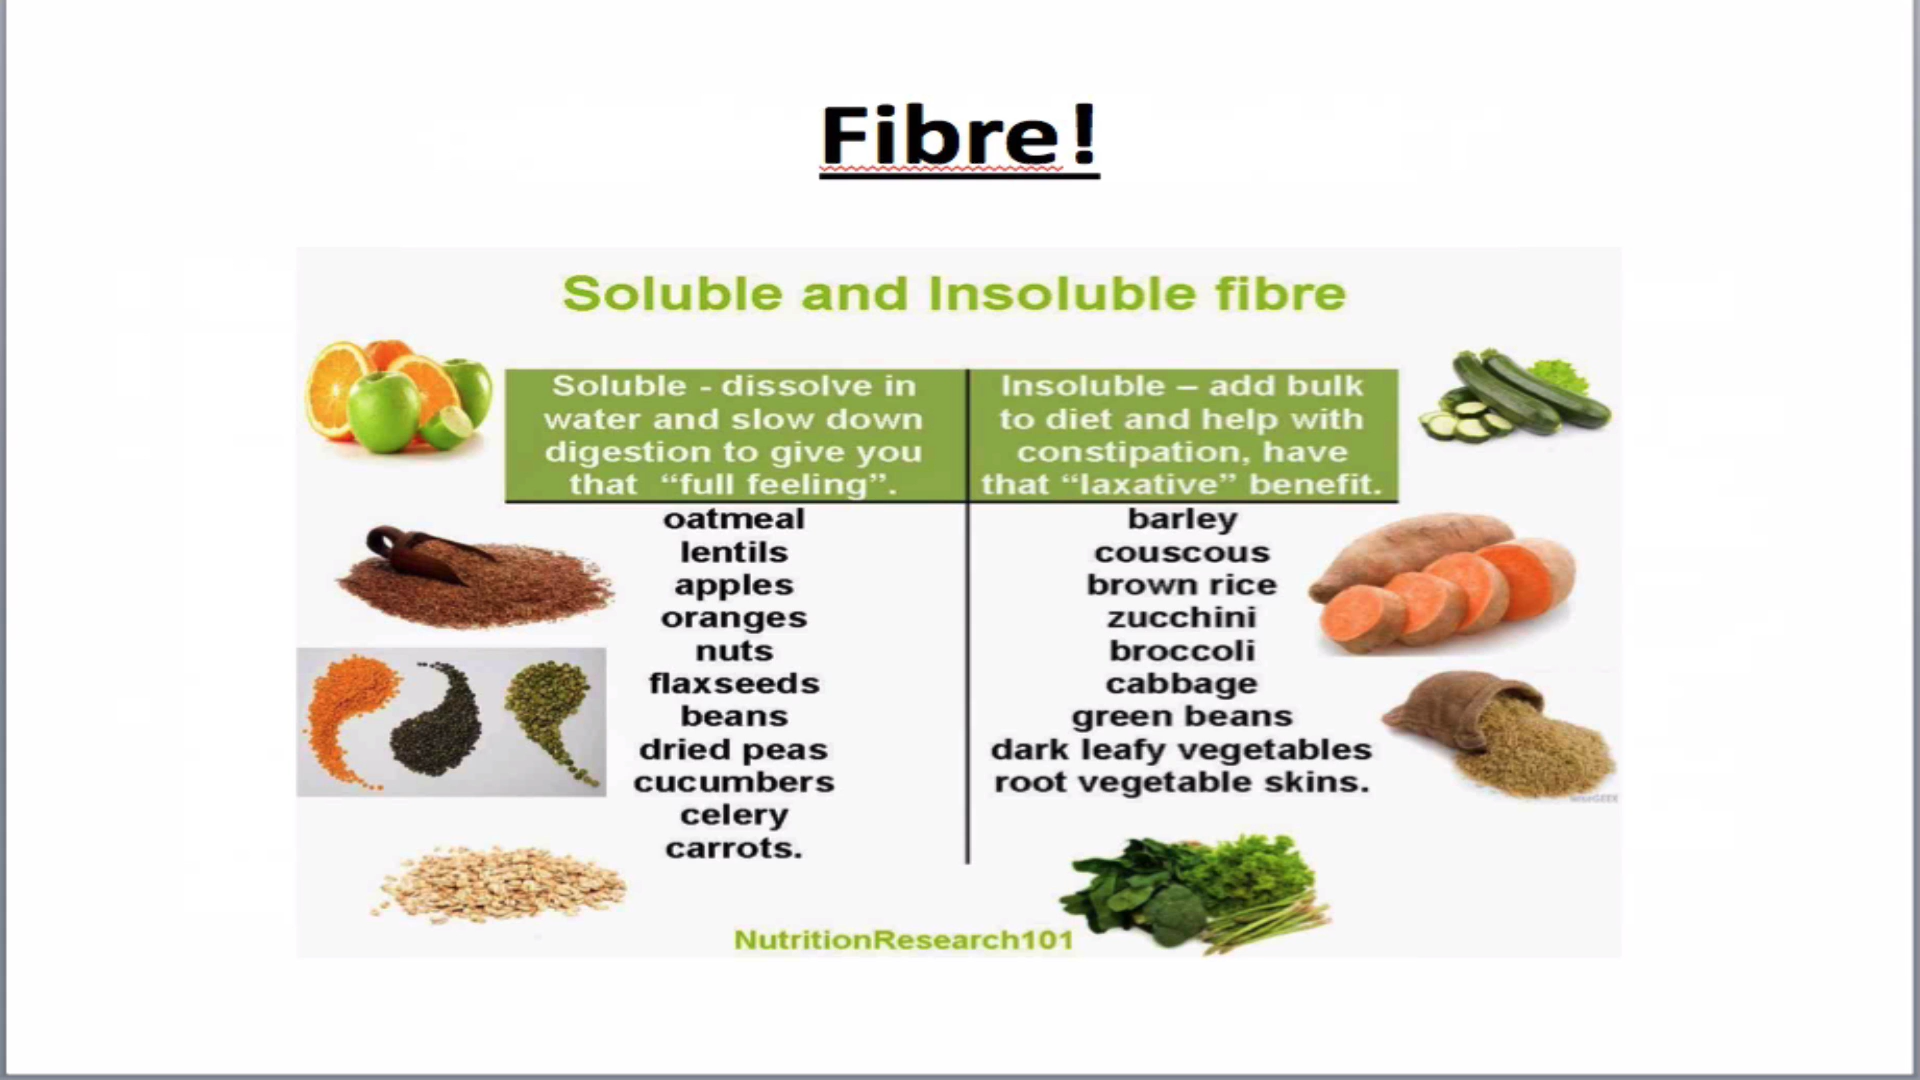 Fibre!
Soluble and Insoluble fibre
Soluble - dissolve in
water and slow down
digestion to give you
that “full feeling”.
oatmeal
lentils
apples
oranges
nuts
flaxseeds
beans
dried peas
cucumbers
celery
carrots.
Insoluble – add bulk
to diet and help with
constipation, have
that “laxative” benefit.
barley
couscous
brown rice
zucchini
broccoli
cabbage
green beans
dark leafy vegetables
root vegetable skins.
wiseGEEK
NutritionResearch101